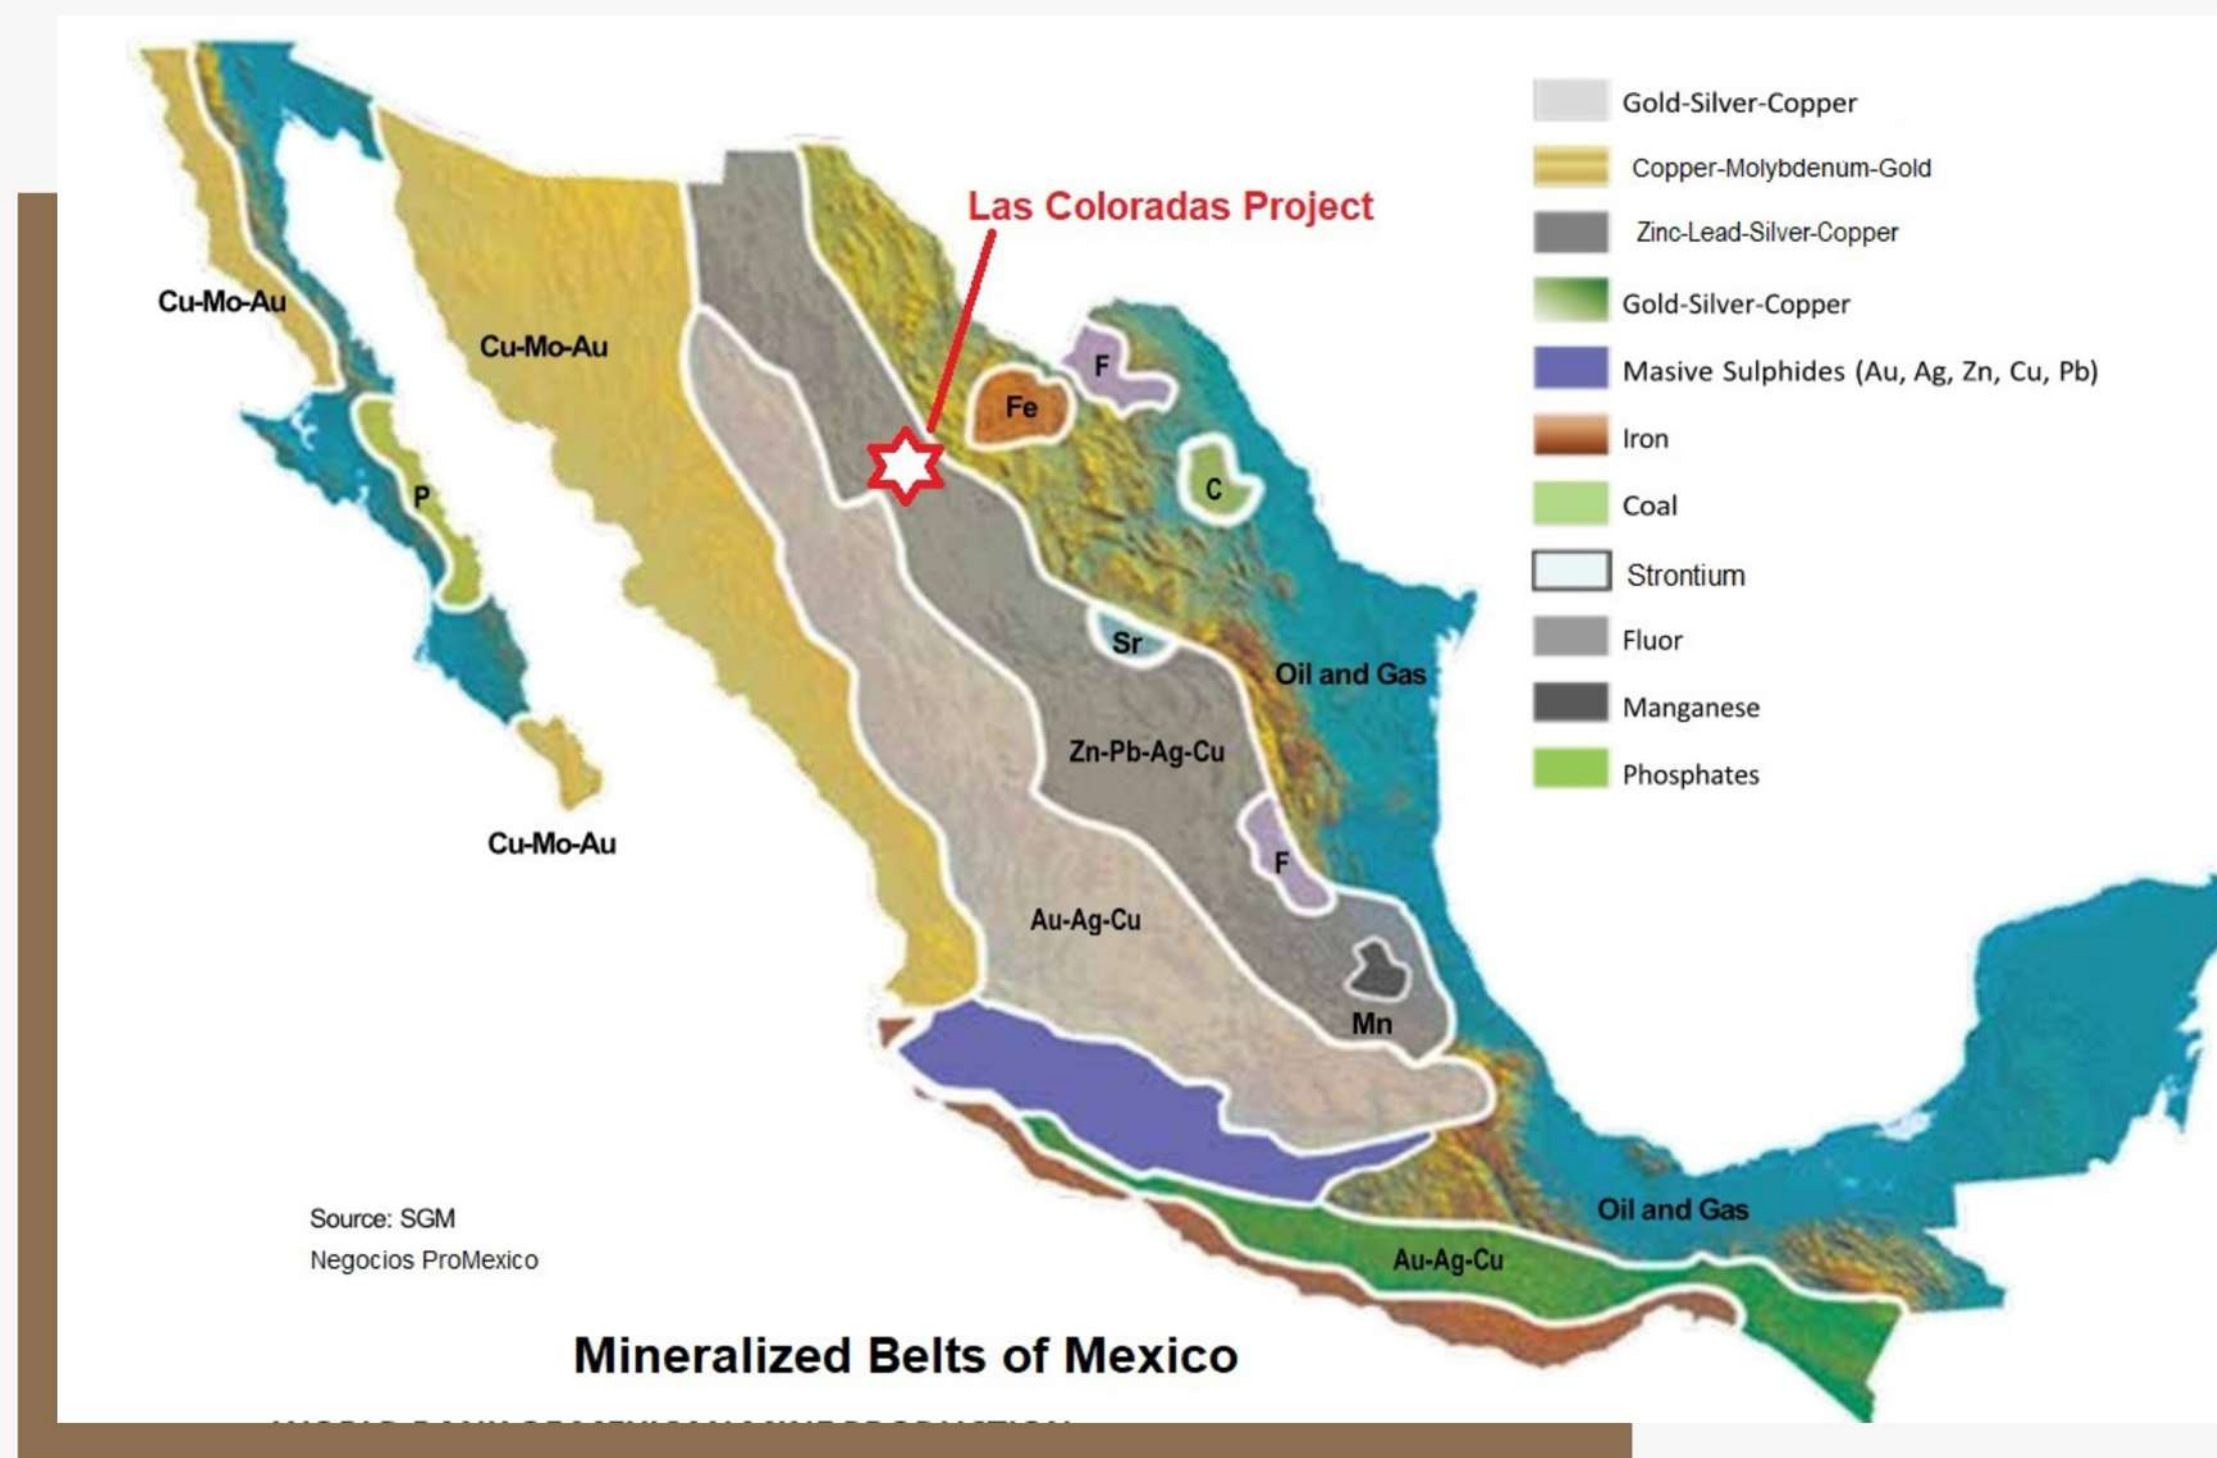 Las Coloradas Project
Cu-Mo-Au
Cu-Mo-Au
P
Cu-Mo-Au
Fe
F
C
Sr
Oil and Gas
Zn-Pb-Ag-Cu
F
Au-Ag-Cu
Mn
Oil and Gas
Au-Ag-Cu
Gold-Silver-Copper
Copper-Molybdenum-Gold
Zinc-Lead-Silver-Copper
Gold-Silver-Copper
Masive Sulphides (Au, Ag, Zn, Cu, Pb)
Iron
Coal
Strontium
Fluor
Manganese
Phosphates
Source: SGM
Negocios ProMexico
Mineralized Belts of Mexico